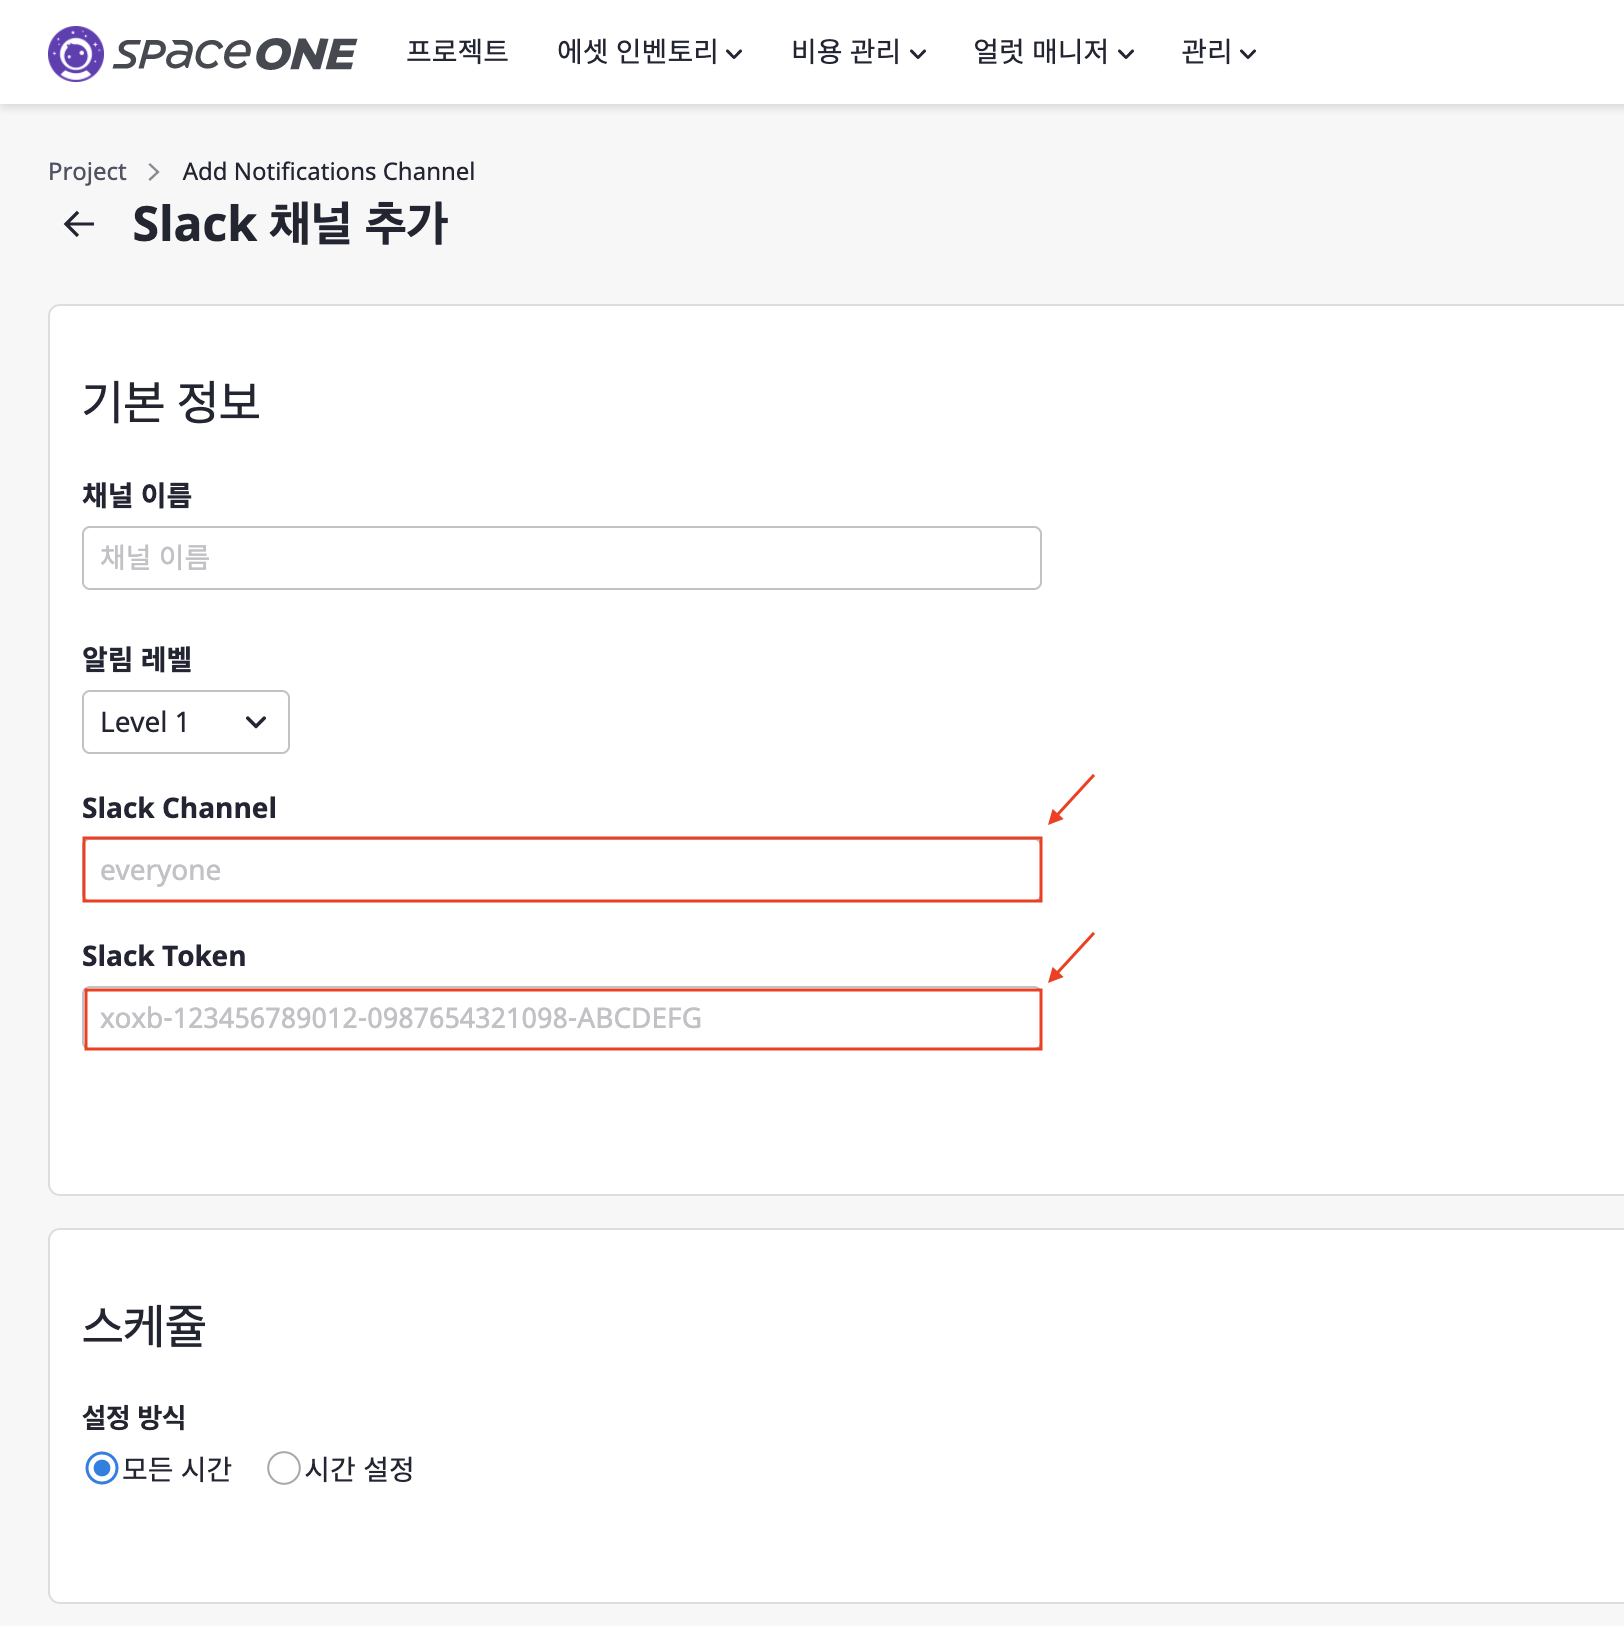 spaceONE 프로젝트 에셋 인벤토리 비용 관리 얼럿 매니저 관리
Project > Add Notifications Channel
← Slack 채널 추가
기본 정보
채널 이름
채널 이름
알림 레벨
Level 1
Slack Channel
everyone
Slack Token
xoxb-123456789012-0987654321098-ABCDEFG
스케쥴
설정 방식
모든 시간 시간 설정